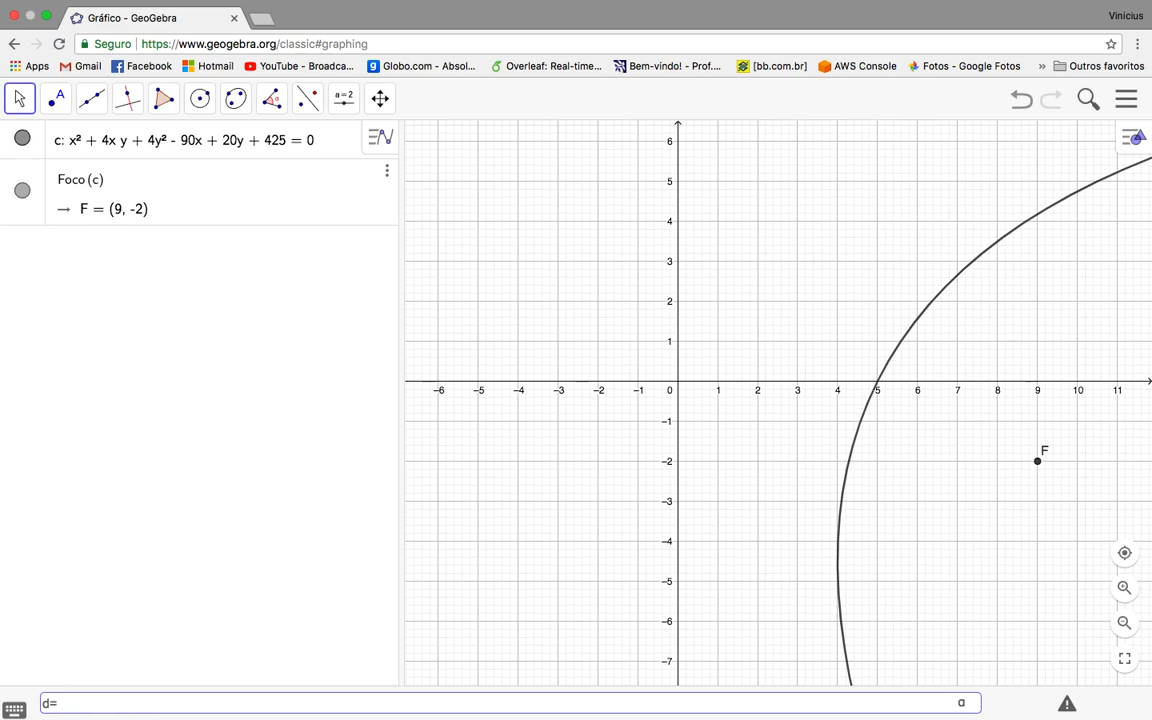 Gráfico - GeoGebra
Vinicius
Seguro https://www.geogebra.org/classic#graphing
Apps Gmail Facebook Hotmail YouTube - Broadca... Globo.com - Absol... Overleaf: Real-time... Bem-vindo! - Prof.... [bb.com.br] AWS Console Fotos - Google Fotos » Outros favoritos
A a=2
c: x² + 4x y + 4y² - 90x + 20y + 425 = 0
Foco (c)
→ F = (9, -2)
6
5
4
3
2
1
–6 –5 –4 –3 –2 –1 0 1 2 3 4 5 6 7 8 9 10 11
–1
F
–2
–3
–4
–5
–6
–7
d= α